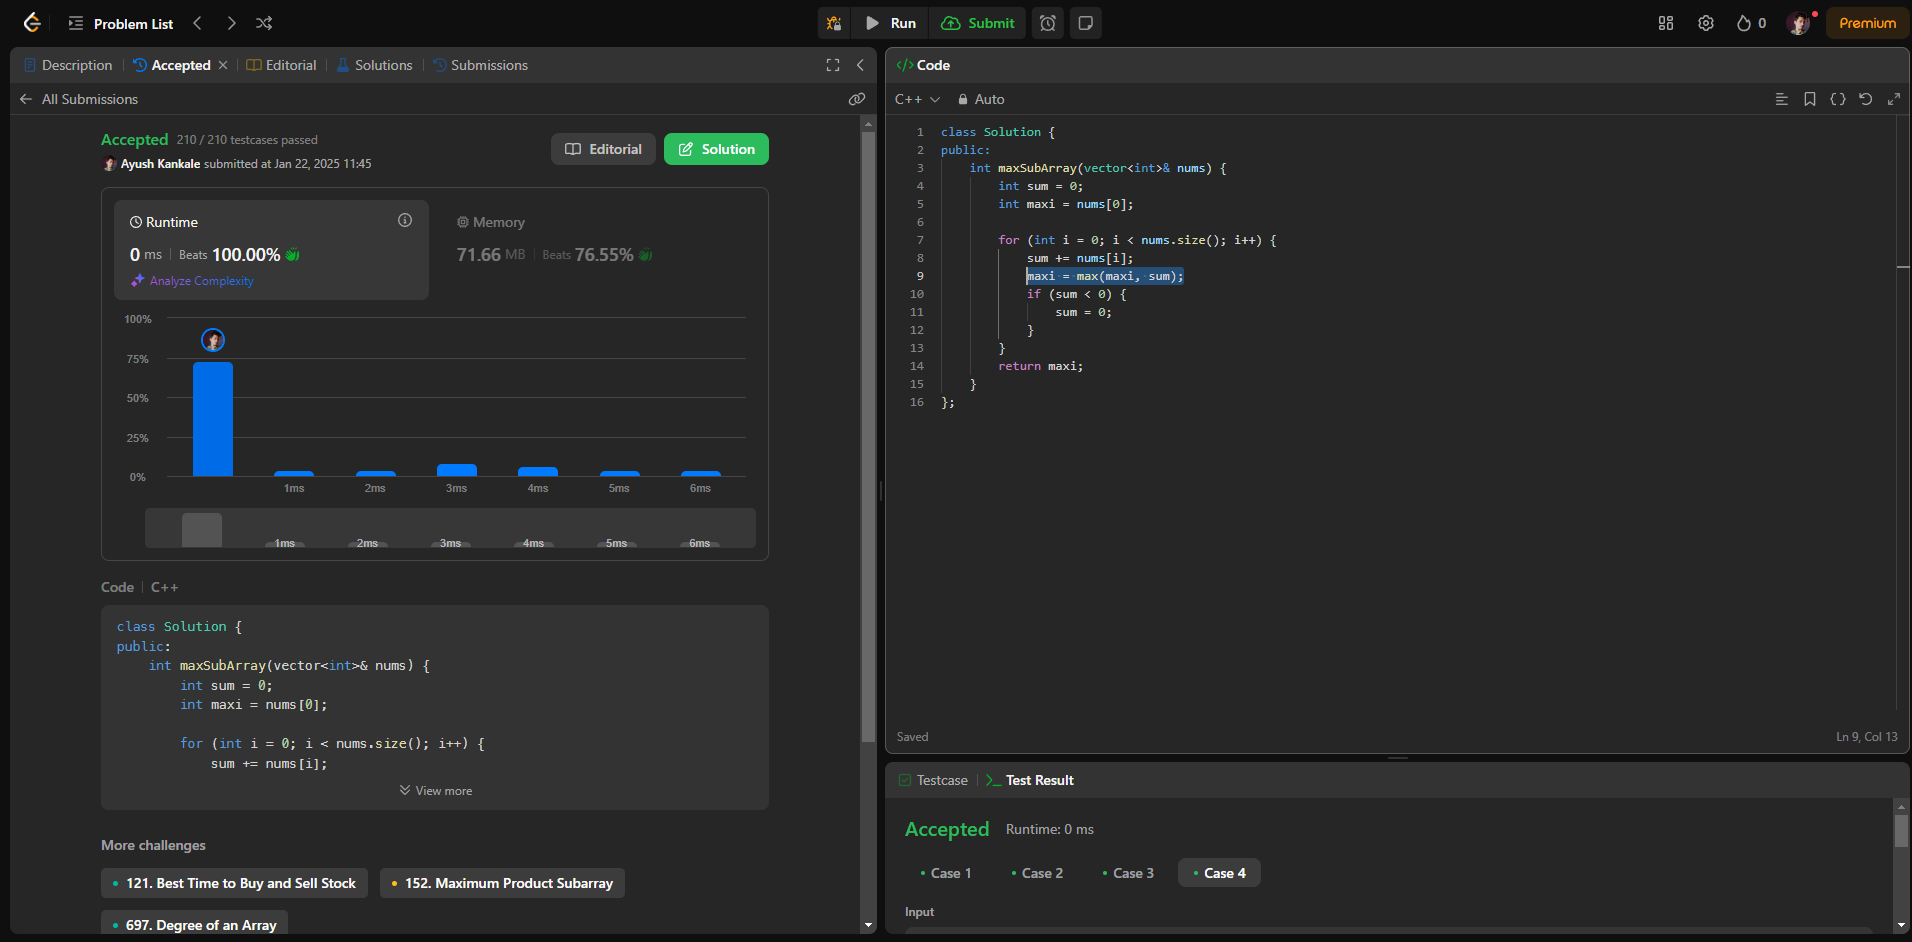 Problem List
Run
Submit
0
Premium
Description
Accepted
Editorial
Solutions
Submissions
All Submissions
Accepted 210 / 210 testcases passed
Ayush Kankale submitted at Jan 22, 2025 11:45
Editorial
Solution
Runtime
0 ms | Beats 100.00%
Analyze Complexity
Memory
71.66 MB | Beats 76.55%
100%
75%
50%
25%
0%
1ms 2ms 3ms 4ms 5ms 6ms
1ms 2ms 3ms 4ms 5ms 6ms
Code | C++
class Solution {
public:
    int maxSubArray(vector<int>& nums) {
        int sum = 0;
        int maxi = nums[0];
        for (int i = 0; i < nums.size(); i++) {
            sum += nums[i];
View more
More challenges
121. Best Time to Buy and Sell Stock
152. Maximum Product Subarray
697. Degree of an Array
</> Code
C++
Auto
1 class Solution {
2 public:
3     int maxSubArray(vector<int>& nums) {
4         int sum = 0;
5         int maxi = nums[0];
6
7         for (int i = 0; i < nums.size(); i++) {
8             sum += nums[i];
9             maxi = max(maxi, sum);
10             if (sum < 0) {
11                 sum = 0;
12             }
13         }
14         return maxi;
15     }
16 };
Saved
Ln 9, Col 13
Testcase
Test Result
Accepted Runtime: 0 ms
Case 1
Case 2
Case 3
Case 4
Input